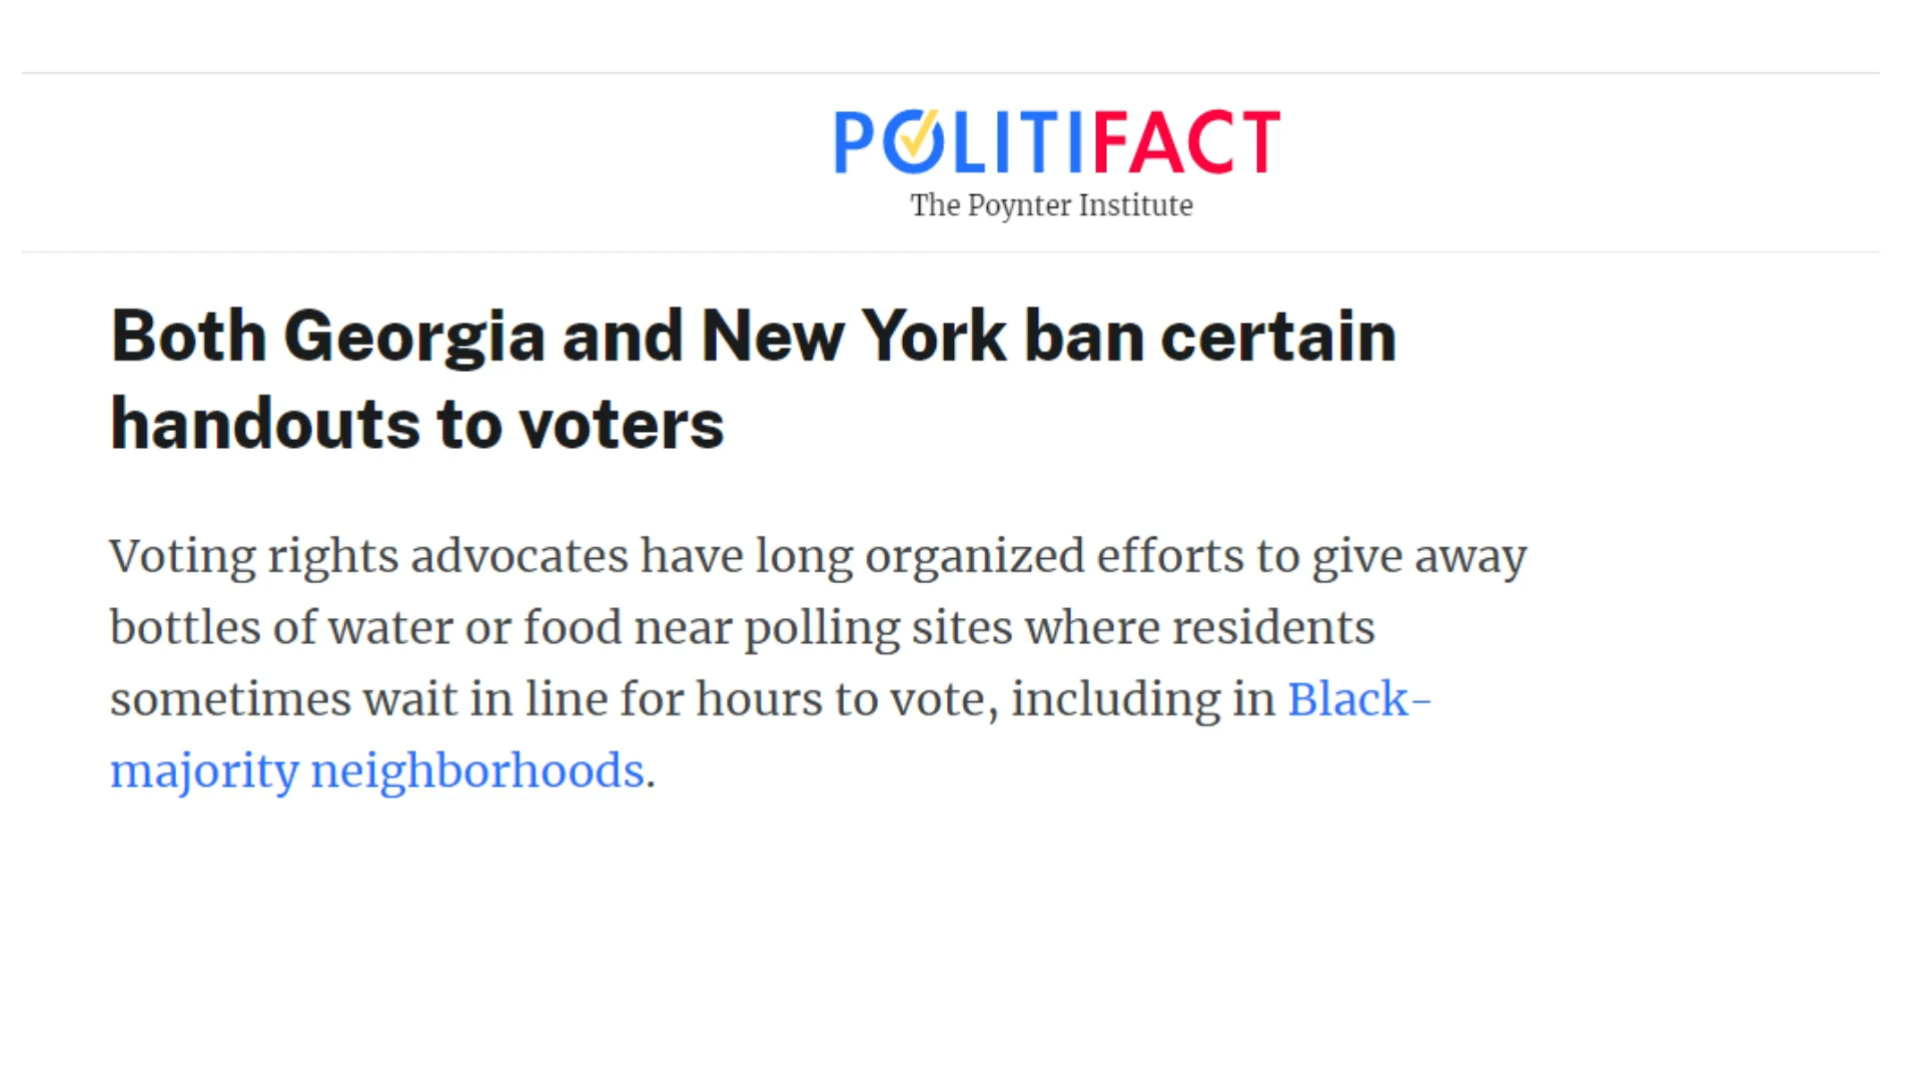 POLITIFACT
The Poynter Institute
Both Georgia and New York ban certain
handouts to voters
Voting rights advocates have long organized efforts to give away
bottles of water or food near polling sites where residents
sometimes wait in line for hours to vote, including in Black-
majority neighborhoods.